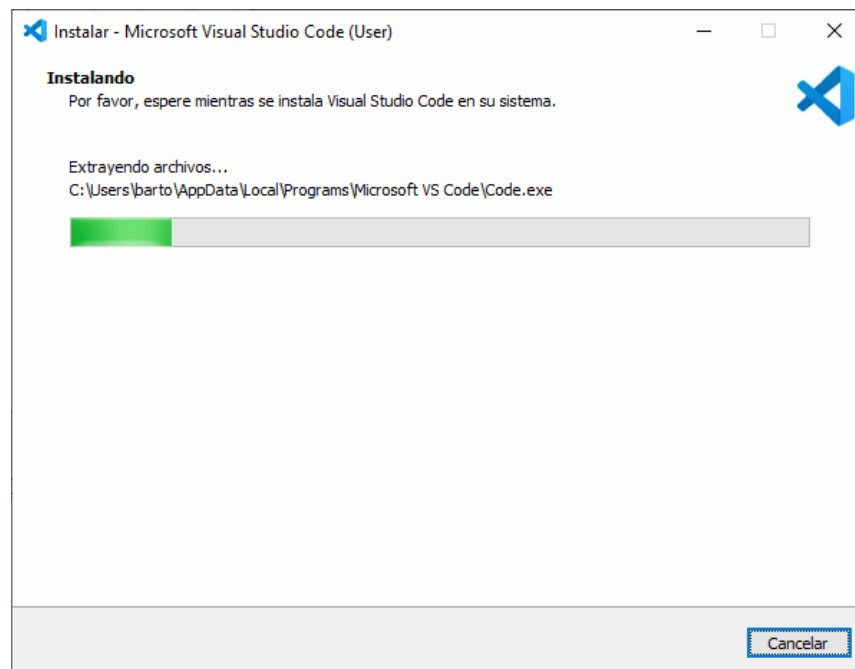 Instalar - Microsoft Visual Studio Code (User)
Instalando
Por favor, espere mientras se instala Visual Studio Code en su sistema.
Extrayendo archivos...
C:\Users\barto\AppData\Local\Programs\Microsoft VS Code\Code.exe
Cancelar